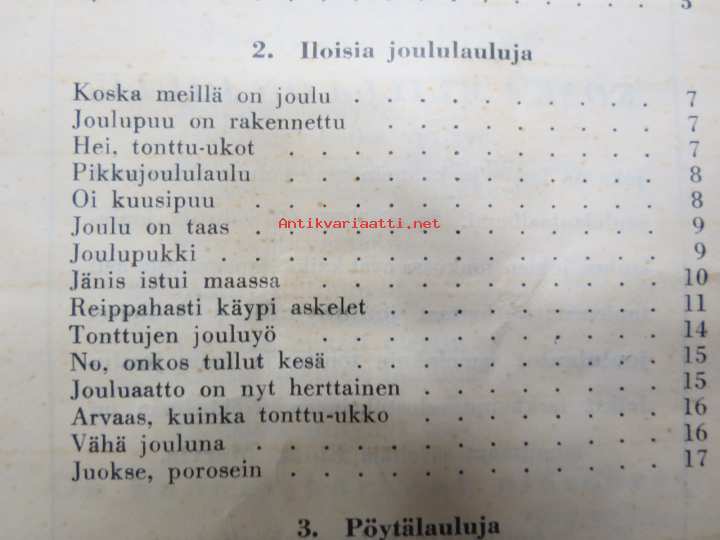 5
2. Iloisia joululauluja
Koska meillä on joulu . . . . . . . . . . 7
Joulupuu on rakennettu . . . . . . . . . 7
Hei, tonttu-ukot . . . . . . . . . . . . 7
Pikkujoululaulu . . . . . . . . . . . . 8
Oi kuusipuu . . . . . . . . . . . . . 8
Antikvariaatti.net
Joulu on taas . . . . . . . . . . . . . 9
Joulupukki . . . . . . . . . . . . . . 9
Jänis istui maassa . . . . . . . . . . . 10
Reippahasti käypi askelet . . . . . . . . . 11
Tonttujen jouluyö . . . . . . . . . . . 14
No, onkos tullut kesä . . . . . . . . . . 15
Jouluaatto on nyt herttainen . . . . . . . 15
Arvaas, kuinka tonttu-ukko . . . . . . . . 16
Vähä jouluna . . . . . . . . . . . . . 16
Juokse, porosein . . . . . . . . . . . . 17
3. Pöytälauluja